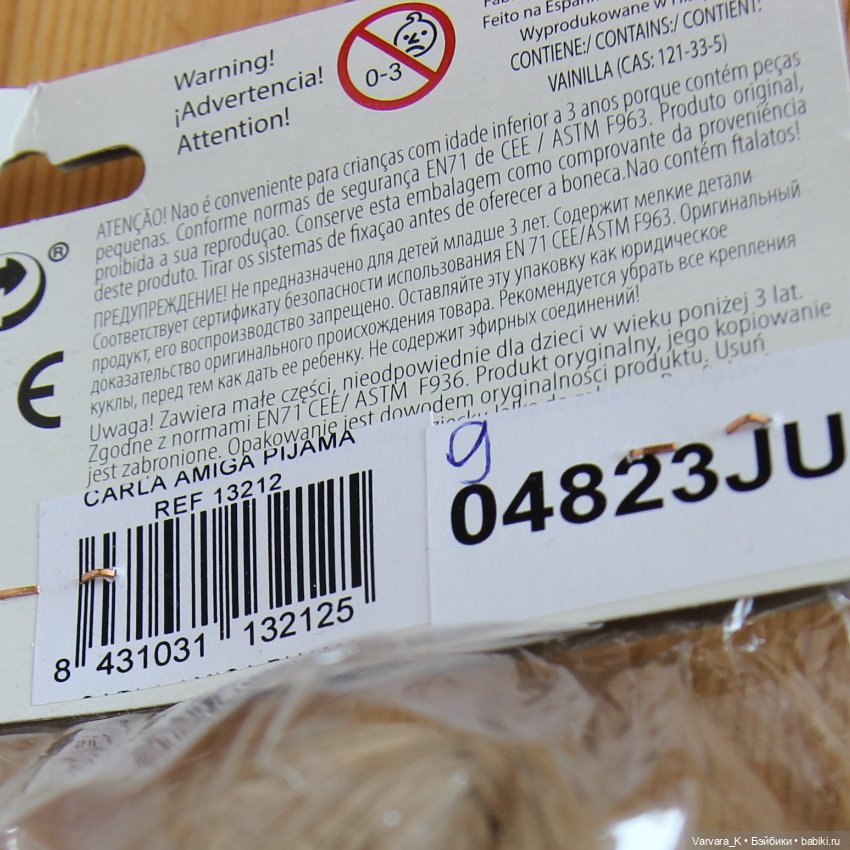 Feito na Españ
Wyprodukowano w
CONTIENE:/ CONTAINS:/ CONTIENT:
VAINILLA (CAS: 121-33-5)
Warning!
¡Advertencia!
Attention!
0-3
ATENÇÃO! Nao é conveniente para crianças com idade inferior a 3 anos porque contém peças
pequenas. Conforme normas de segurança EN71 de CEE / ASTM F963. Produto original,
proibida a sua reproduçao. Conserve esta embalagem como comprovante da proveniência
deste produto. Tirar os sistemas de fixaçao antes de oferecer a boneca.Nao contém ftalatos!
ПРЕДУПРЕЖДЕНИЕ! Не предназначено для детей младше 3 лет. Содержит мелкие детали
Соответствует сертификату безопасности использования EN 71 CEE/ASTM F963. Оригинальный
продукт, его воспроизводство запрещено. Оставляйте эту упаковку как юридическое
доказательство оригинального происхождения товара. Рекомендуется убрать все крепления
куклы, перед тем как дать ее ребенку. Не содержит эфирных соединений!
Uwaga! Zawiera małe części, nieodpowiednie dla dzieci w wieku poniżej 3 lat.
Zgodne z normami EN71 CEE/ ASTM F936. Produkt oryginalny, jego kopiowanie
jest zabronione. Opakowanie jest dowodem oryginalności produktu. Usuń
®
CE
CARLA AMIGA PIJAMA
REF 13212
8 431031 132125
9
04823JU
Varvara_K • Бэйбики • babiki.ru